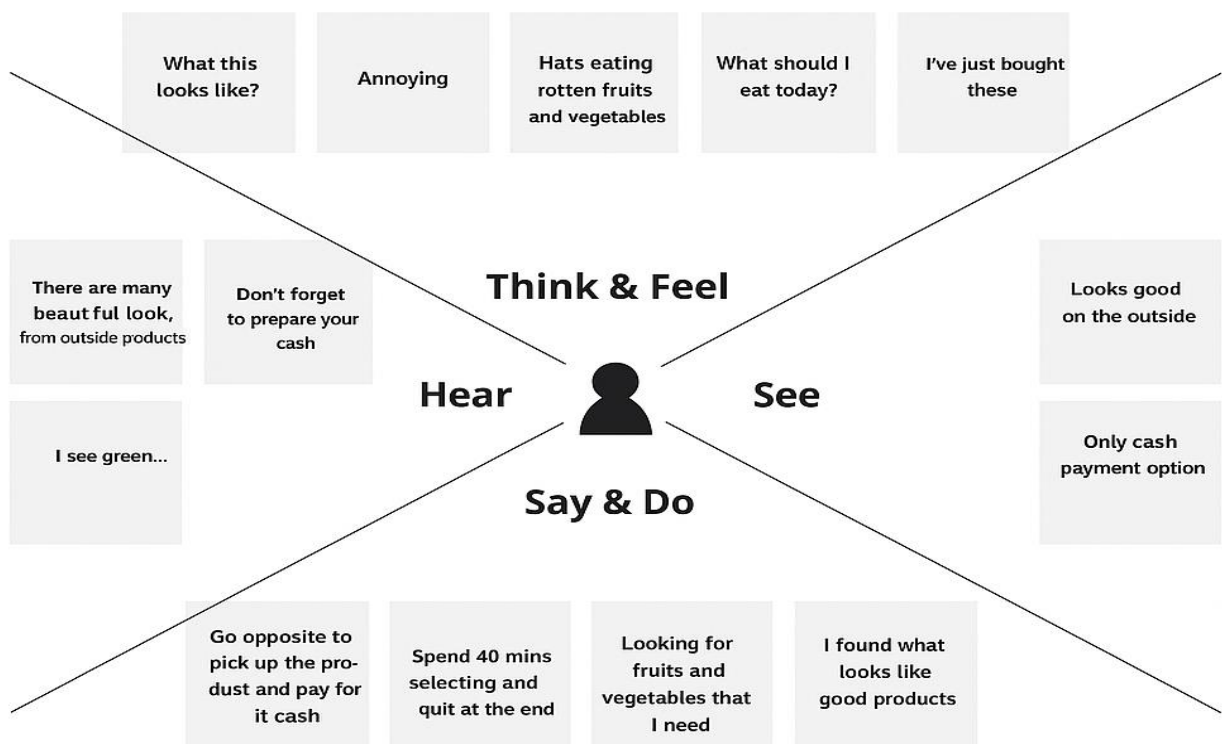 What this
looks like?
Annoying
Hats eating
rotten fruits
and vegetables
What should I
eat today?
I've just bought
these
There are many
beaut ful look,
from outside products
Don't forget
to prepare your
cash
I see green...
Think & Feel
Hear
See
Say & Do
Looks good
on the outside
Only cash
payment option
Go opposite to
pick up the pro-
dust and pay for
it cash
Spend 40 mins
selecting and
quit at the end
Looking for
fruits and
vegetables that
I need
I found what
looks like
good products